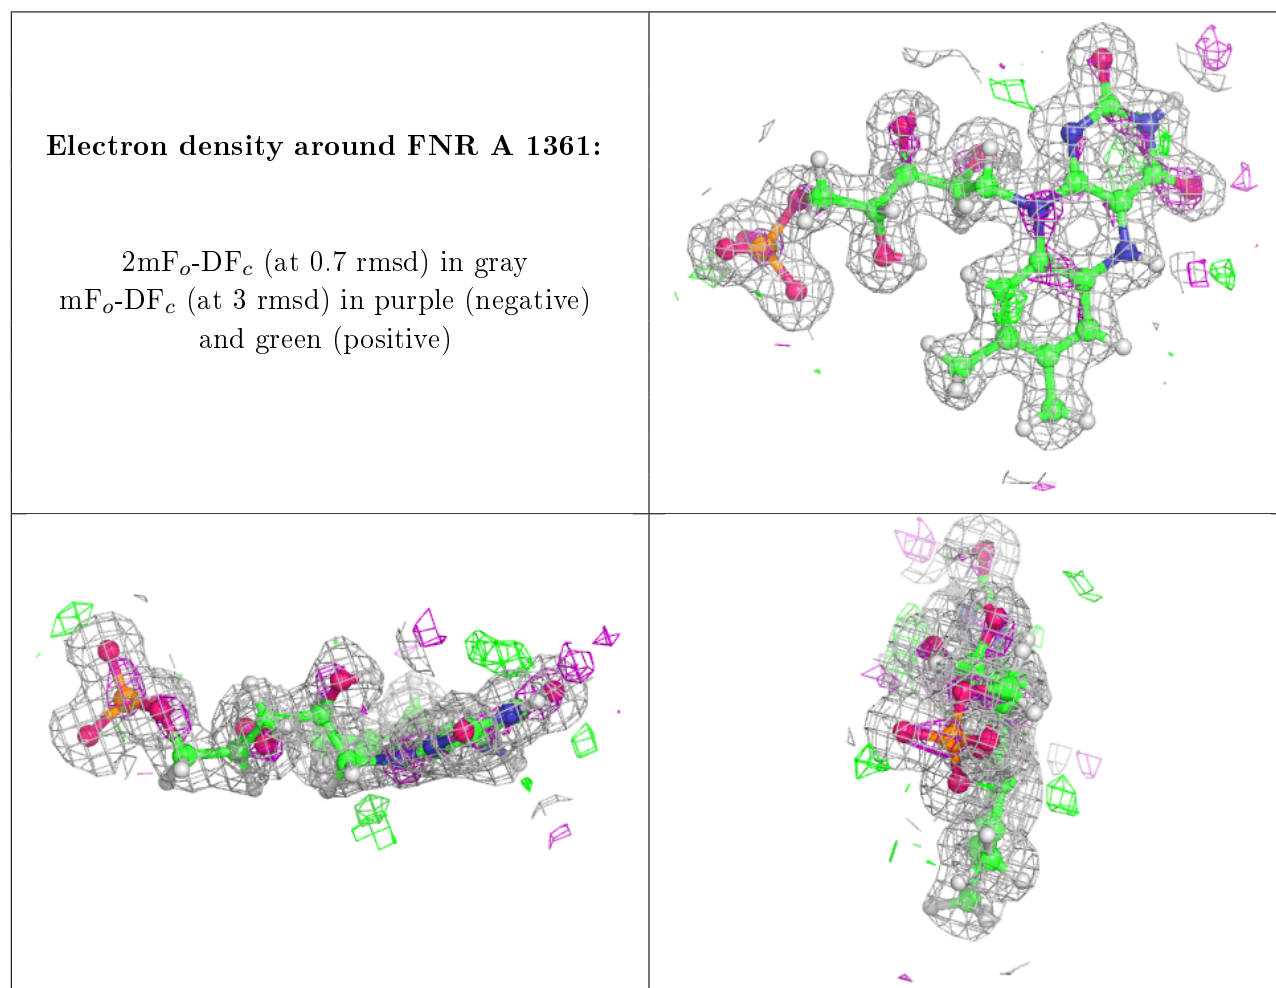 Electron density around FNR A 1361:
2mFo-DFc (at 0.7 rmsd) in gray
mFo-DFc (at 3 rmsd) in purple (negative)
and green (positive)